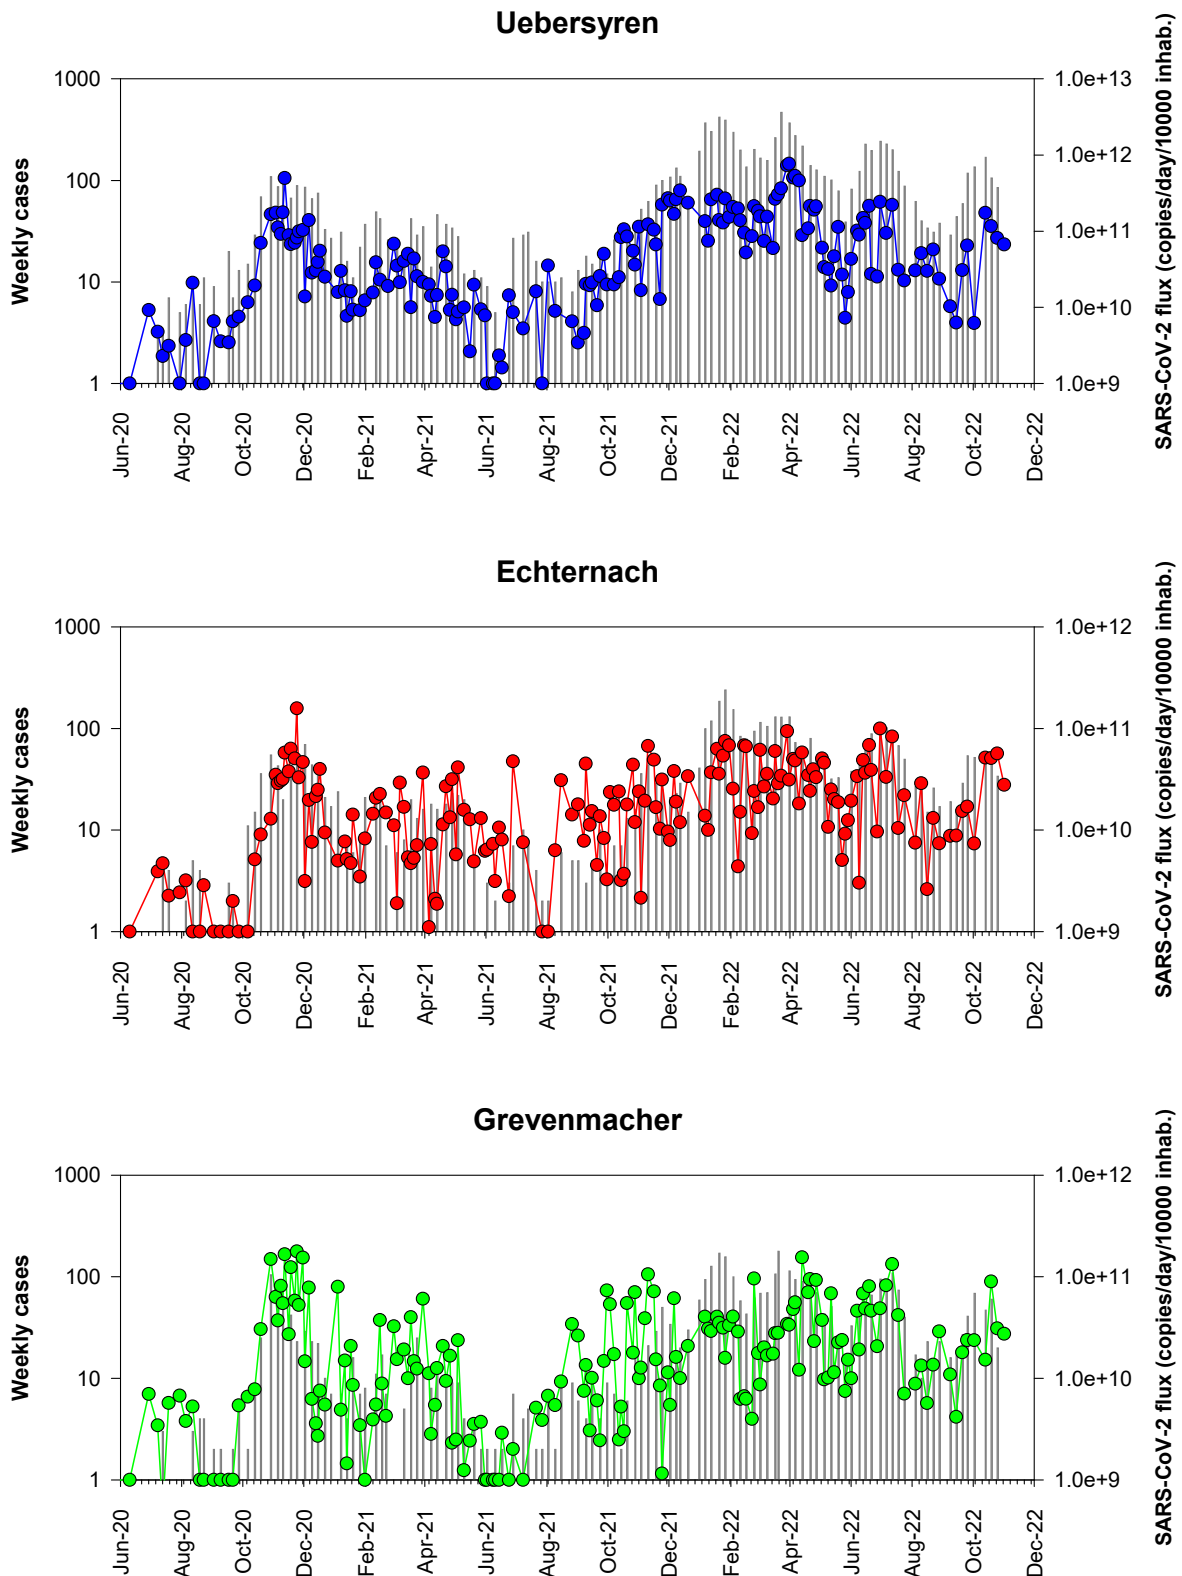 Uebersyren
1000
100
10
1
Weekly cases
1.0e+13
1.0e+12
1.0e+11
1.0e+10
1.0e+9
SARS-CoV-2 flux (copies/day/10000 inhab.)
Jun-20
Aug-20
Oct-20
Dec-20
Feb-21
Apr-21
Jun-21
Aug-21
Oct-21
Dec-21
Feb-22
Apr-22
Jun-22
Aug-22
Oct-22
Dec-22
Echternach
1000
100
10
1
Weekly cases
1.0e+12
1.0e+11
1.0e+10
1.0e+9
SARS-CoV-2 flux (copies/day/10000 inhab.)
Jun-20
Aug-20
Oct-20
Dec-20
Feb-21
Apr-21
Jun-21
Aug-21
Oct-21
Dec-21
Feb-22
Apr-22
Jun-22
Aug-22
Oct-22
Dec-22
Grevenmacher
1000
100
10
1
Weekly cases
1.0e+12
1.0e+11
1.0e+10
1.0e+9
SARS-CoV-2 flux (copies/day/10000 inhab.)
Jun-20
Aug-20
Oct-20
Dec-20
Feb-21
Apr-21
Jun-21
Aug-21
Oct-21
Dec-21
Feb-22
Apr-22
Jun-22
Aug-22
Oct-22
Dec-22